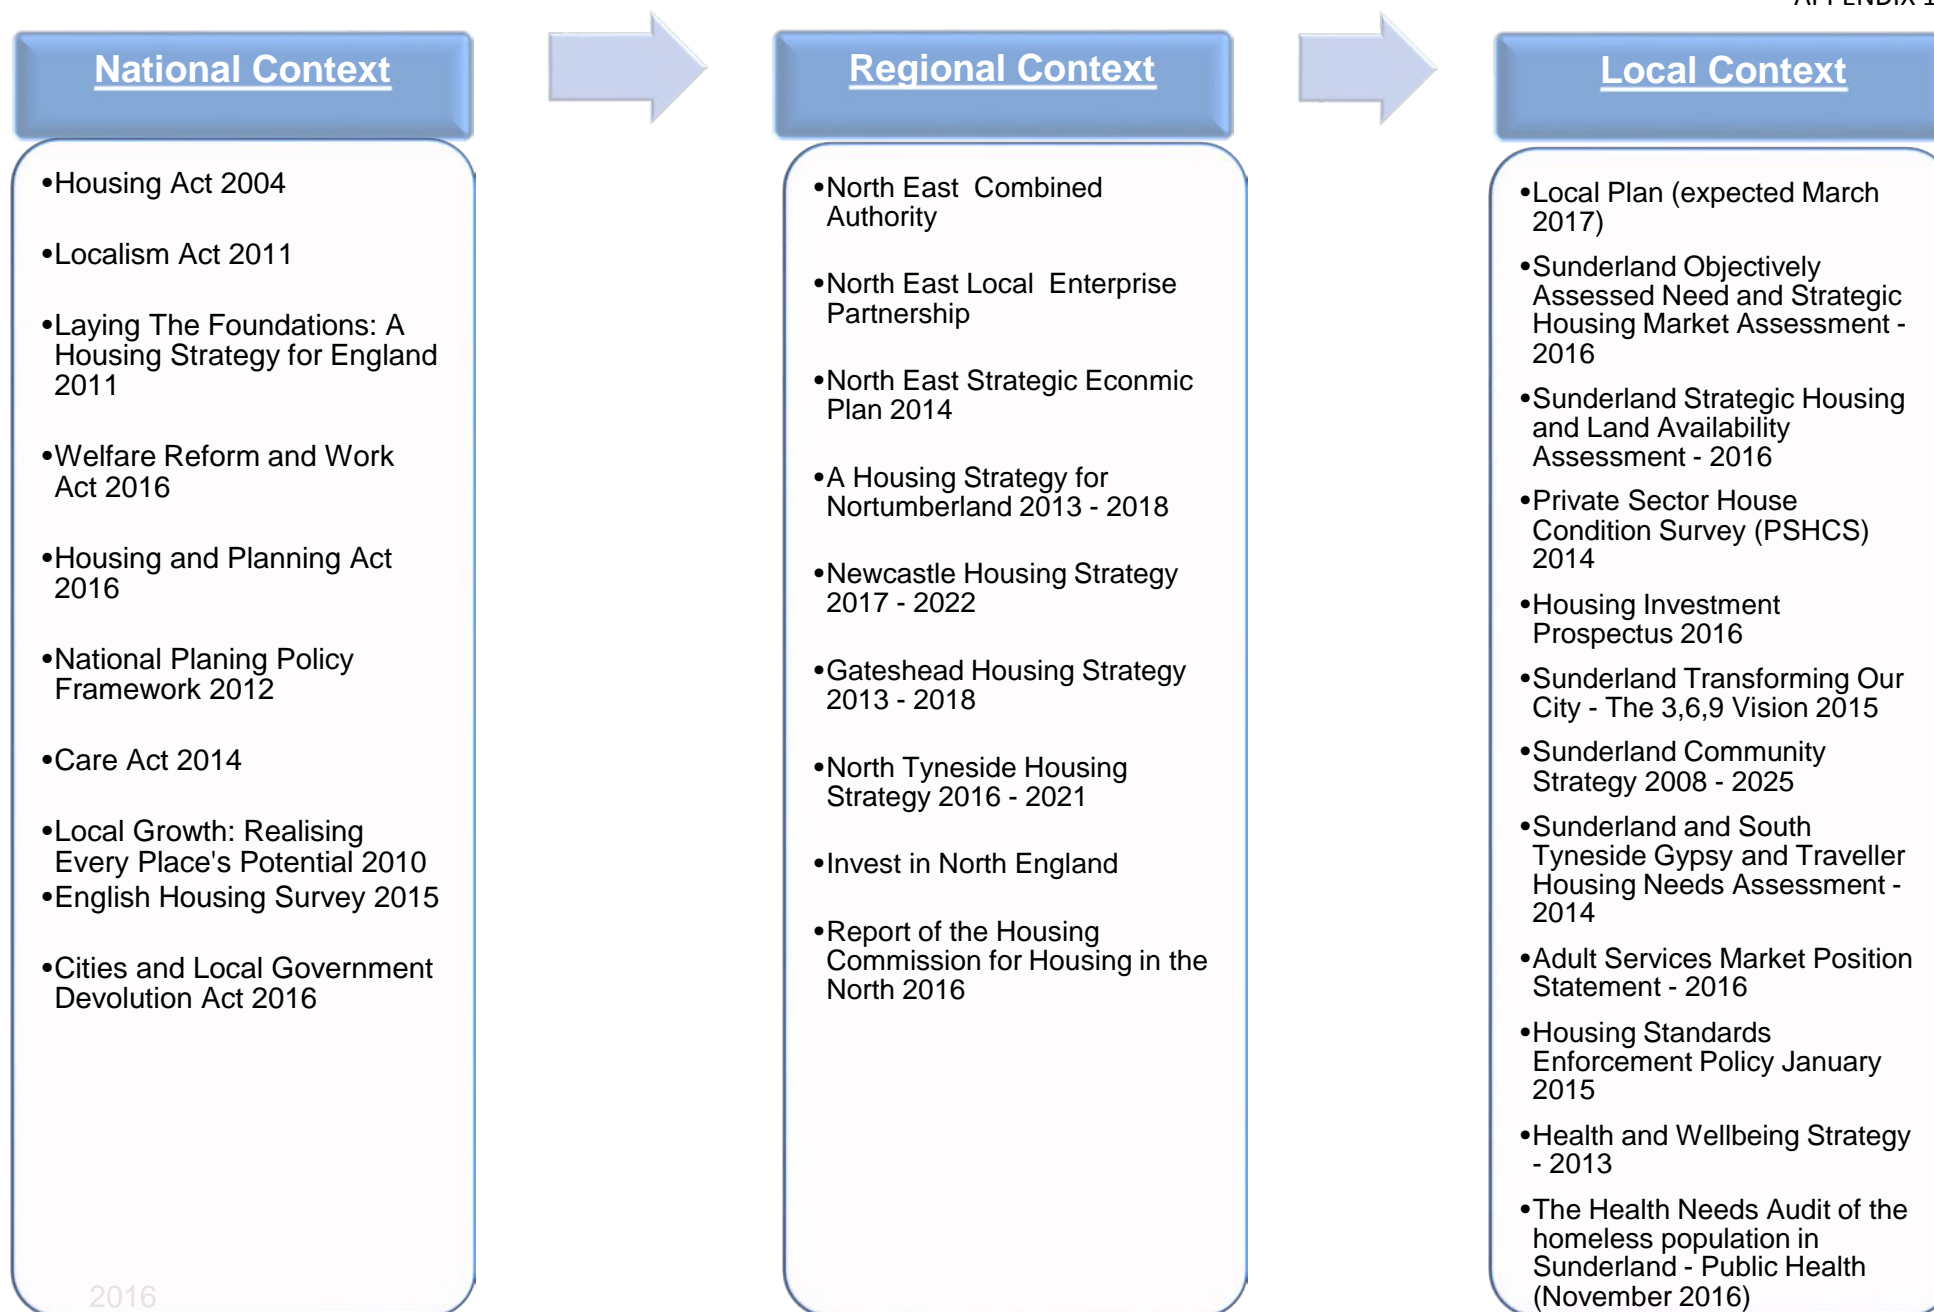 APPENDIX 1
National Context
•Housing Act 2004
•Localism Act 2011
•Laying The Foundations: A
Housing Strategy for England
2011
•Welfare Reform and Work
Act 2016
•Housing and Planning Act
2016
•National Planing Policy
Framework 2012
•Care Act 2014
•Local Growth: Realising
Every Place's Potential 2010
•English Housing Survey 2015
•Cities and Local Government
Devolution Act 2016
2016
Regional Context
•North East  Combined
Authority
•North East Local  Enterprise
Partnership
•North East Strategic Econmic
Plan 2014
•A Housing Strategy for
Nortumberland 2013 - 2018
•Newcastle Housing Strategy
2017 - 2022
•Gateshead Housing Strategy
2013 - 2018
•North Tyneside Housing
Strategy 2016 - 2021
•Invest in North England
•Report of the Housing
Commission for Housing in the
North 2016
Local Context
•Local Plan (expected March
2017)
•Sunderland Objectively
Assessed Need and Strategic
Housing Market Assessment -
2016
•Sunderland Strategic Housing
and Land Availability
Assessment - 2016
•Private Sector House
Condition Survey (PSHCS)
2014
•Housing Investment
Prospectus 2016
•Sunderland Transforming Our
City - The 3,6,9 Vision 2015
•Sunderland Community
Strategy 2008 - 2025
•Sunderland and South
Tyneside Gypsy and Traveller
Housing Needs Assessment -
2014
•Adult Services Market Position
Statement - 2016
•Housing Standards
Enforcement Policy January
2015
•Health and Wellbeing Strategy
- 2013
•The Health Needs Audit of the
homeless population in
Sunderland - Public Health
(November 2016)